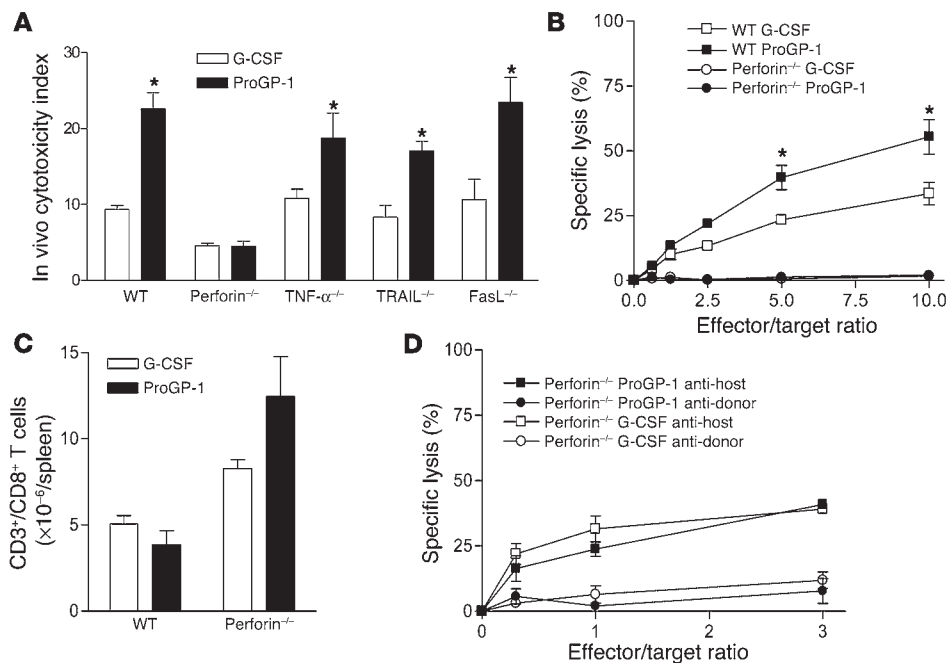 A
In vivo cytotoxicity index
30
20
10
0
G-CSF
ProGP-1
*
*
*
*
WT
Perforin–/–
TNF-α–/–
TRAIL–/–
FasL–/–
B
Specific lysis (%)
100
75
50
25
0
WT G-CSF
WT ProGP-1
Perforin–/– G-CSF
Perforin–/– ProGP-1
*
*
0.0
2.5
5.0
7.5
10.0
Effector/target ratio
C
CD3+/CD8+ T cells
(×10–6/spleen)
15
10
5
0
G-CSF
ProGP-1
WT
Perforin–/–
D
Specific lysis (%)
100
75
50
25
0
Perforin–/– ProGP-1 anti-host
Perforin–/– ProGP-1 anti-donor
Perforin–/– G-CSF anti-host
Perforin–/– G-CSF anti-donor
0
1
2
3
Effector/target ratio